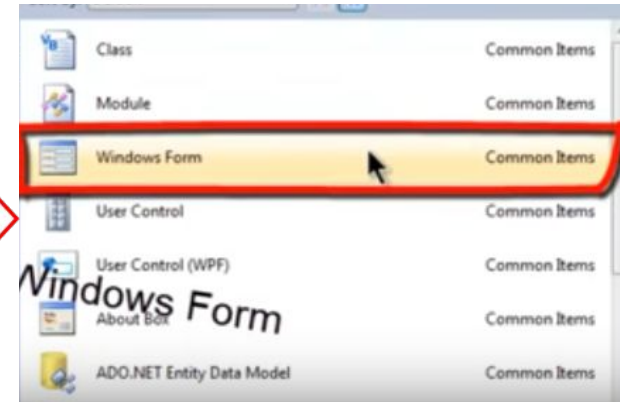 Class Common Items
Module Common Items
Windows Form Common Items
User Control Common Items
User Control (WPF) Common Items
Windows Form
About Box Common Items
ADO.NET Entity Data Model Common Items